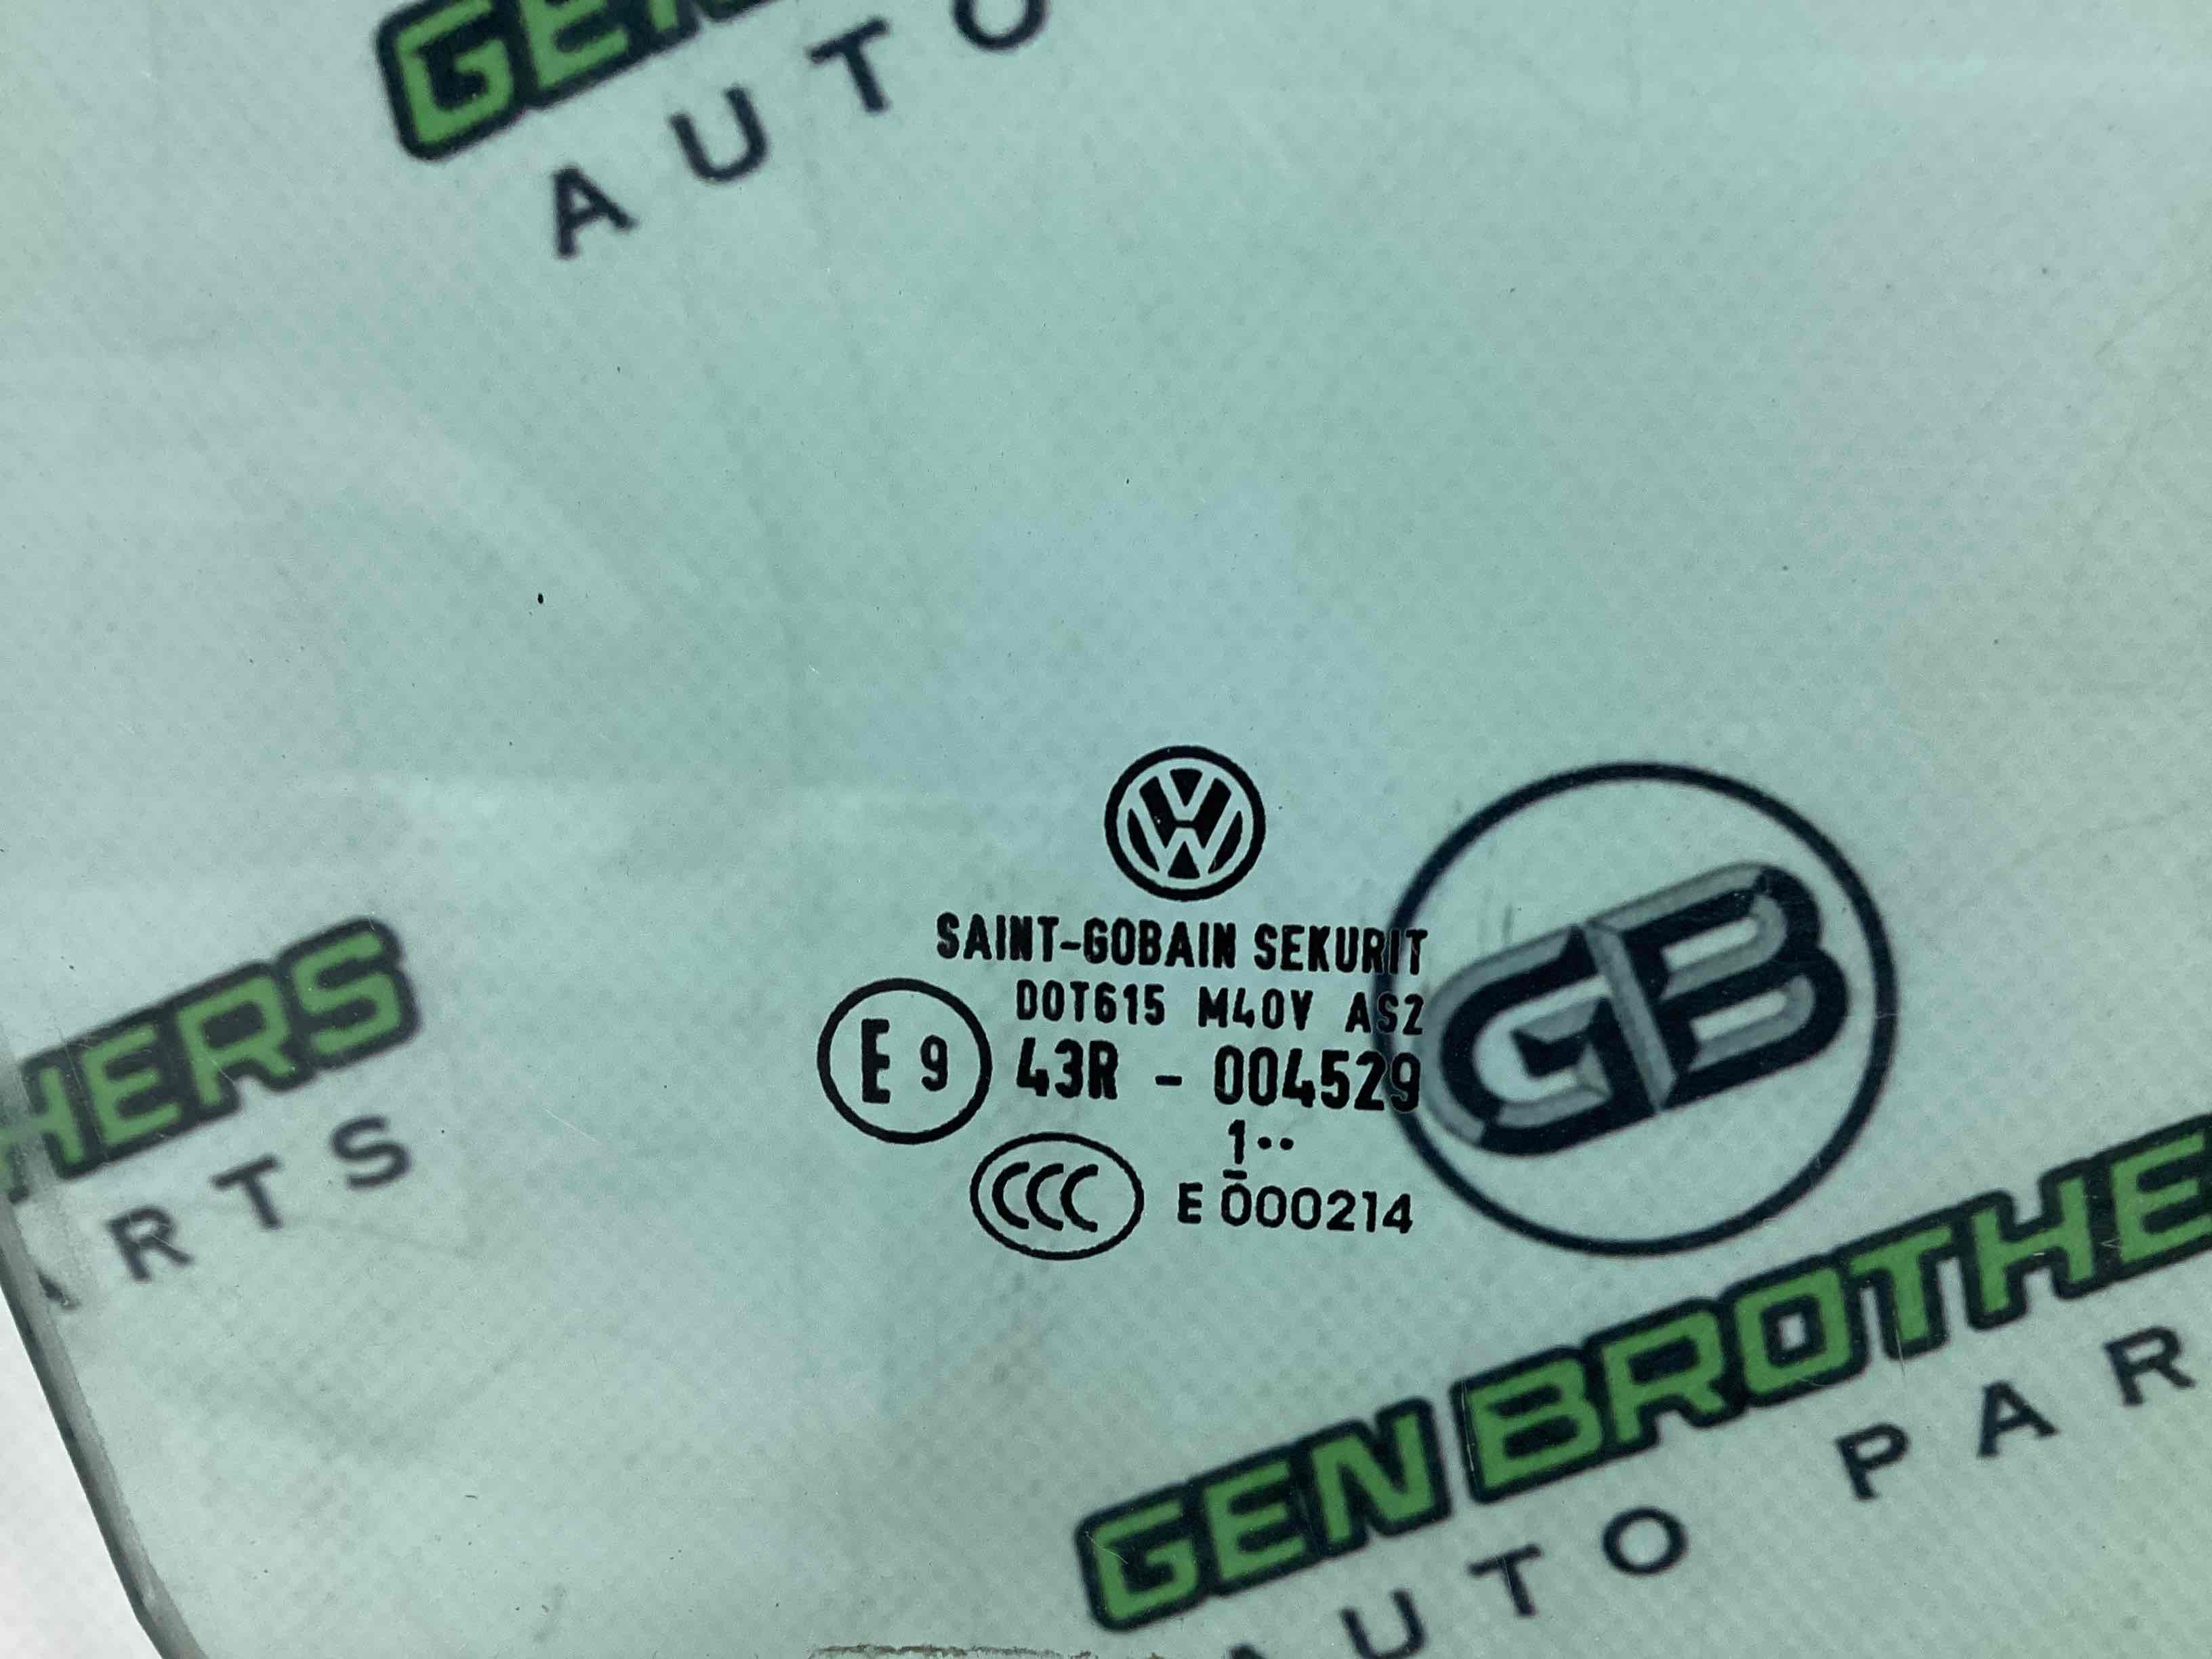 GEN
AUTO
SAINT-GOBAIN SEKURIT
DOT615 M40V AS2
E 9 43R - 004529
1··
CCC E 000214
GB
HERS
RTS
GEN BROTHE
AUTO PAR